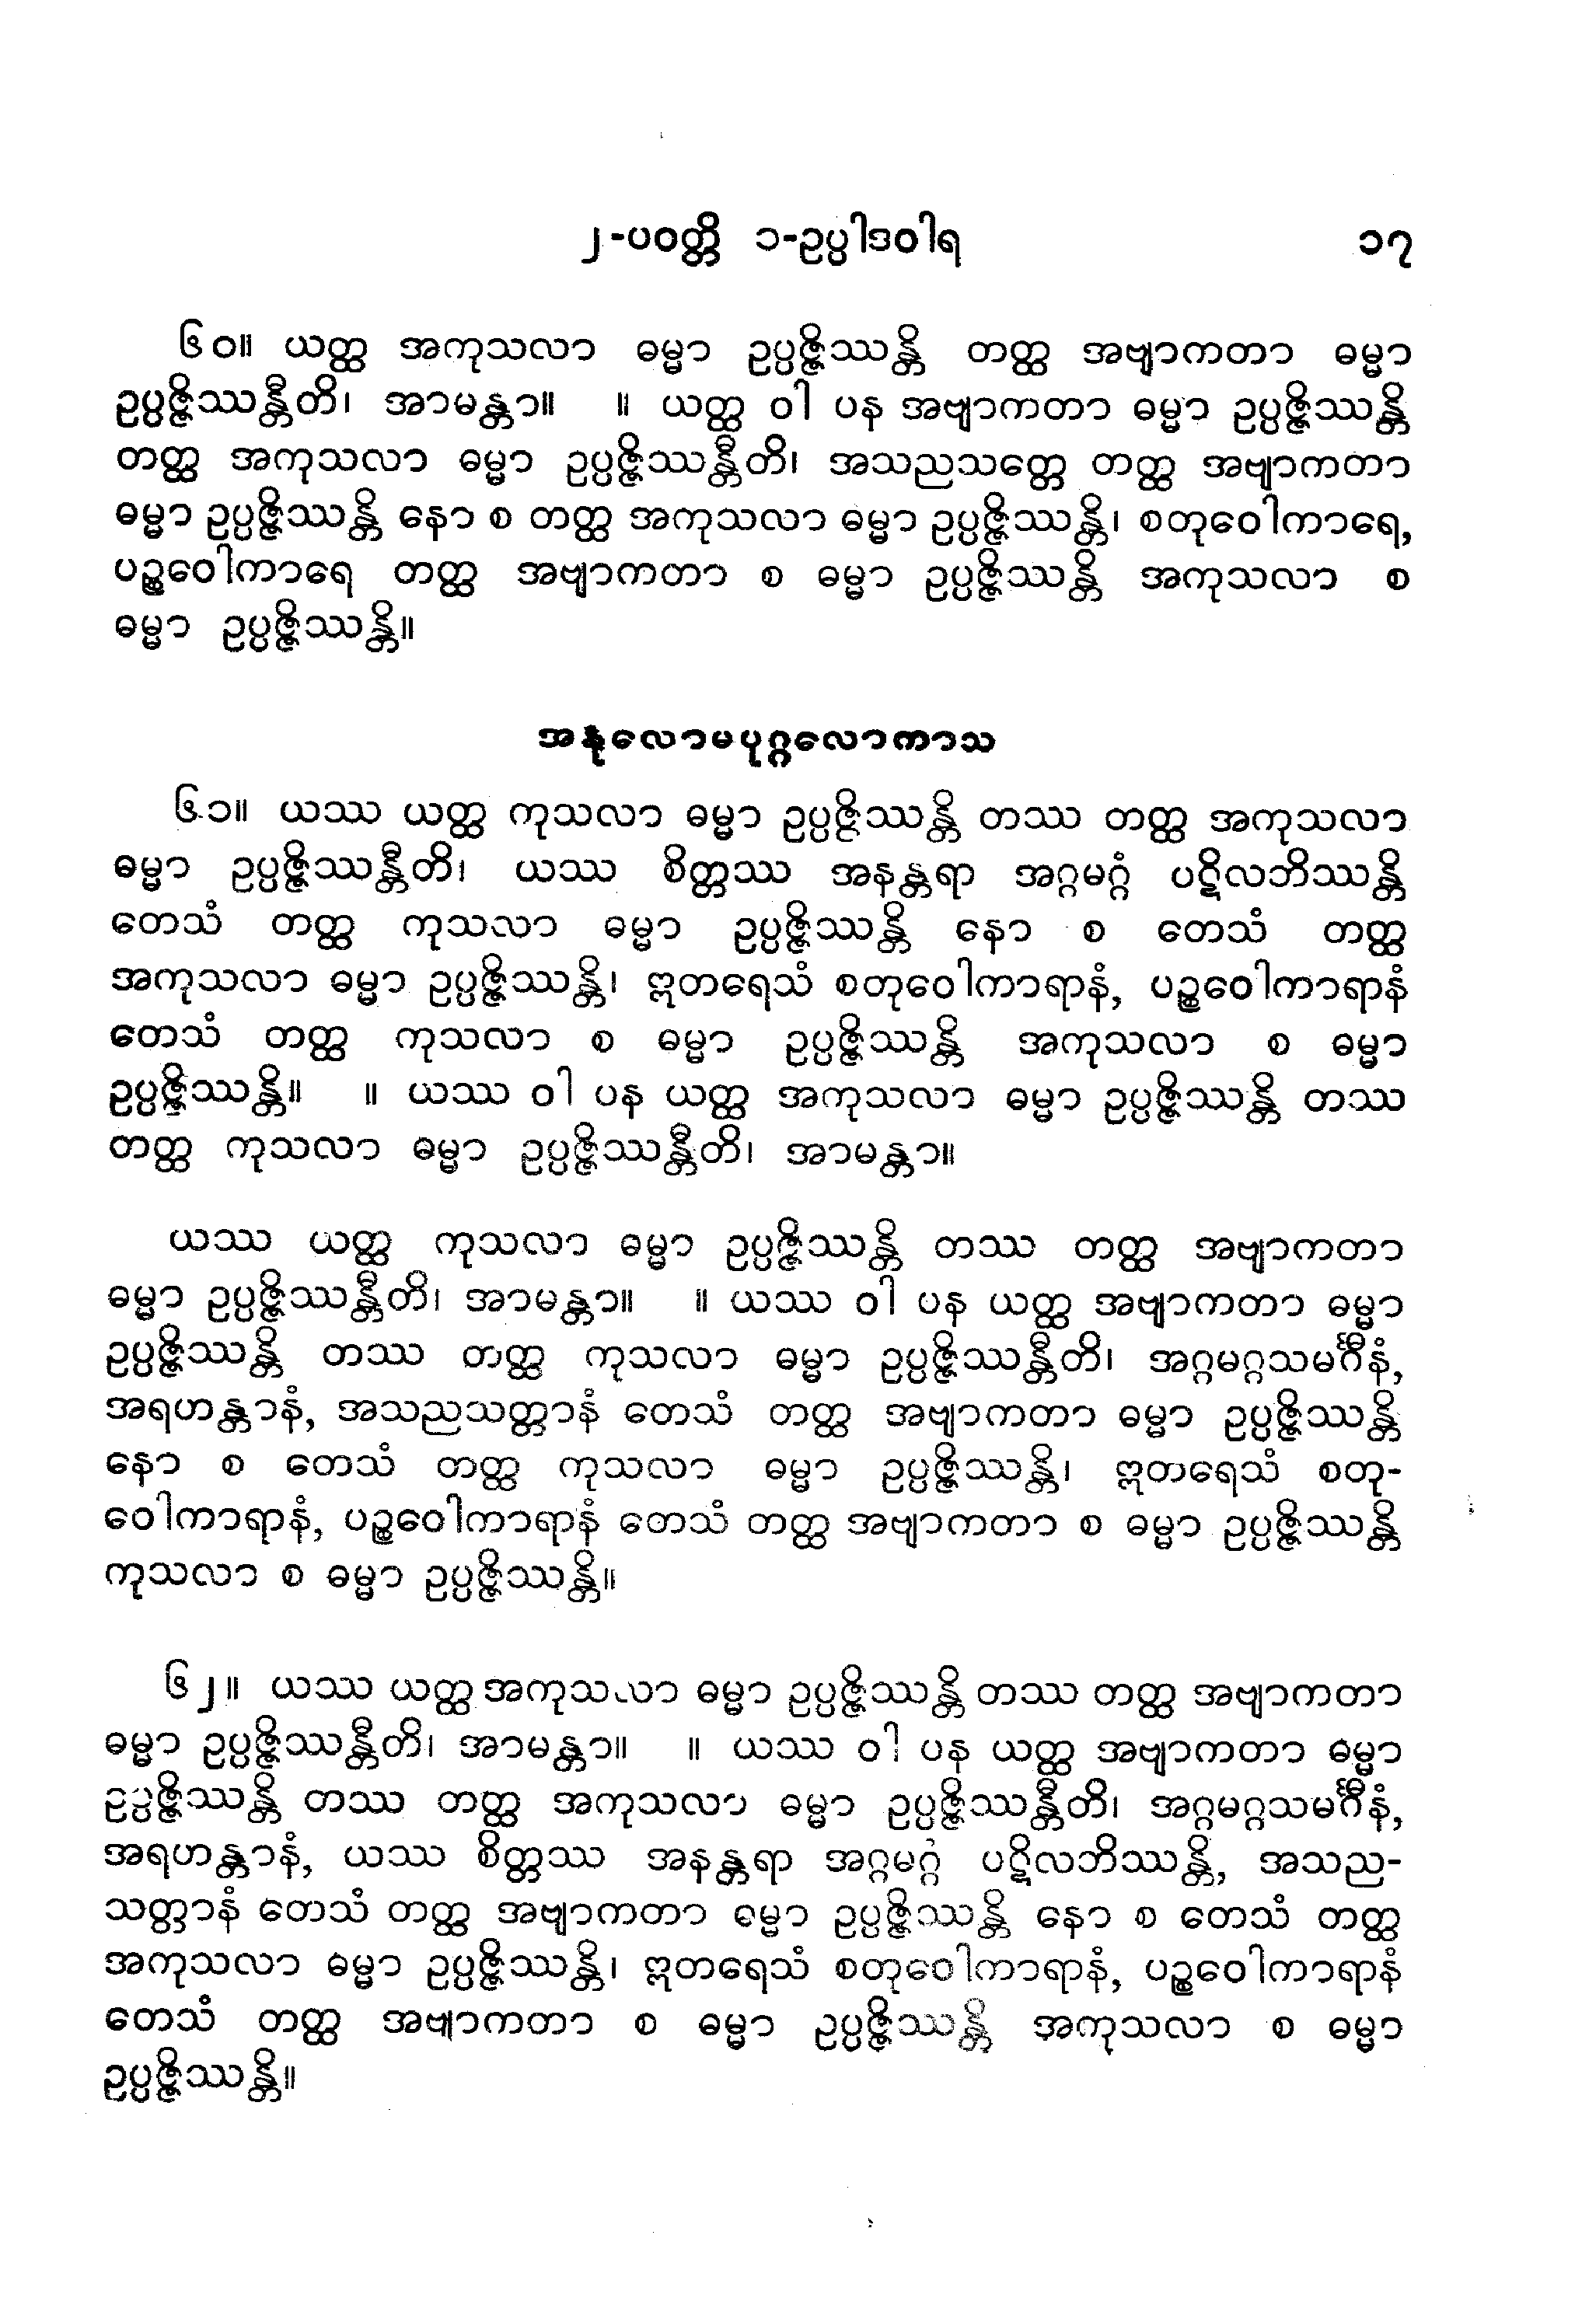 ၂-ပဝတ္တိ ၁-ဥပ္ပါဒဝါရ ၁၇
၆၀။ ယတ္ထ အကုသလာ ဓမ္မာ ဥပ္ပဇ္ဇိဿန္တိ တတ္ထ အဗျာကတာ ဓမ္မာ
ဥပ္ပဇ္ဇိဿန္တီတိ၊ အာမန္တာ။ ။ ယတ္ထ ဝါ ပန အဗျာကတာ ဓမ္မာ ဥပ္ပဇ္ဇိဿန္တိ
တတ္ထ အကုသလာ ဓမ္မာ ဥပ္ပဇ္ဇိဿန္တီတိ၊ အသညသတ္တေ တတ္ထ အဗျာကတာ
ဓမ္မာ ဥပ္ပဇ္ဇိဿန္တိ နော စ တတ္ထ အကုသလာ ဓမ္မာ ဥပ္ပဇ္ဇိဿန္တိ၊ စတုဝေါကာရေ,
ပဉ္စဝေါကာရေ တတ္ထ အဗျာကတာ စ ဓမ္မာ ဥပ္ပဇ္ဇိဿန္တိ အကုသလာ စ
ဓမ္မာ ဥပ္ပဇ္ဇိဿန္တိ။
အနုလောမပုဂ္ဂလောကာသ
၆၁။ ယဿ ယတ္ထ ကုသလာ ဓမ္မာ ဥပ္ပဇ္ဇိဿန္တိ တဿ တတ္ထ အကုသလာ
ဓမ္မာ ဥပ္ပဇ္ဇိဿန္တီတိ၊ ယဿ စိတ္တဿ အနန္တရာ အဂ္ဂမဂ္ဂံ ပဋိလဘိဿန္တိ
တေသံ တတ္ထ ကုသလာ ဓမ္မာ ဥပ္ပဇ္ဇိဿန္တိ နော စ တေသံ တတ္ထ
အကုသလာ ဓမ္မာ ဥပ္ပဇ္ဇိဿန္တိ၊ ဣတရေသံ စတုဝေါကာရာနံ, ပဉ္စဝေါကာရာနံ
တေသံ တတ္ထ ကုသလာ စ ဓမ္မာ ဥပ္ပဇ္ဇိဿန္တိ အကုသလာ စ ဓမ္မာ
ဥပ္ပဇ္ဇိဿန္တိ။ ။ ယဿ ဝါ ပန ယတ္ထ အကုသလာ ဓမ္မာ ဥပ္ပဇ္ဇိဿန္တိ တဿ
တတ္ထ ကုသလာ ဓမ္မာ ဥပ္ပဇ္ဇိဿန္တီတိ၊ အာမန္တာ။
ယဿ ယတ္ထ ကုသလာ ဓမ္မာ ဥပ္ပဇ္ဇိဿန္တိ တဿ တတ္ထ အဗျာကတာ
ဓမ္မာ ဥပ္ပဇ္ဇိဿန္တီတိ၊ အာမန္တာ။ ။ ယဿ ဝါ ပန ယတ္ထ အဗျာကတာ ဓမ္မာ
ဥပ္ပဇ္ဇိဿန္တိ တဿ တတ္ထ ကုသလာ ဓမ္မာ ဥပ္ပဇ္ဇိဿန္တီတိ၊ အဂ္ဂမဂ္ဂသမင်္ဂီနံ,
အရဟန္တာနံ, အသညသတ္တာနံ တေသံ တတ္ထ အဗျာကတာ ဓမ္မာ ဥပ္ပဇ္ဇိဿန္တိ
နော စ တေသံ တတ္ထ ကုသလာ ဓမ္မာ ဥပ္ပဇ္ဇိဿန္တိ၊ ဣတရေသံ စတု-
ဝေါကာရာနံ, ပဉ္စဝေါကာရာနံ တေသံ တတ္ထ အဗျာကတာ စ ဓမ္မာ ဥပ္ပဇ္ဇိဿန္တိ
ကုသလာ စ ဓမ္မာ ဥပ္ပဇ္ဇိဿန္တိ။
၆၂။ ယဿ ယတ္ထ အကုသလာ ဓမ္မာ ဥပ္ပဇ္ဇိဿန္တိ တဿ တတ္ထ အဗျာကတာ
ဓမ္မာ ဥပ္ပဇ္ဇိဿန္တီတိ၊ အာမန္တာ။ ။ ယဿ ဝါ ပန ယတ္ထ အဗျာကတာ ဓမ္မာ
ဥပ္ပဇ္ဇိဿန္တိ တဿ တတ္ထ အကုသလာ ဓမ္မာ ဥပ္ပဇ္ဇိဿန္တီတိ၊ အဂ္ဂမဂ္ဂသမင်္ဂီနံ,
အရဟန္တာနံ, ယဿ စိတ္တဿ အနန္တရာ အဂ္ဂမဂ္ဂံ ပဋိလဘိဿန္တိ, အသည-
သတ္တာနံ တေသံ တတ္ထ အဗျာကတာ ဓမ္မာ ဥပ္ပဇ္ဇိဿန္တိ နော စ တေသံ တတ္ထ
အကုသလာ ဓမ္မာ ဥပ္ပဇ္ဇိဿန္တိ၊ ဣတရေသံ စတုဝေါကာရာနံ, ပဉ္စဝေါကာရာနံ
တေသံ တတ္ထ အဗျာကတာ စ ဓမ္မာ ဥပ္ပဇ္ဇိဿန္တိ အကုသလာ စ ဓမ္မာ
ဥပ္ပဇ္ဇိဿန္တိ။